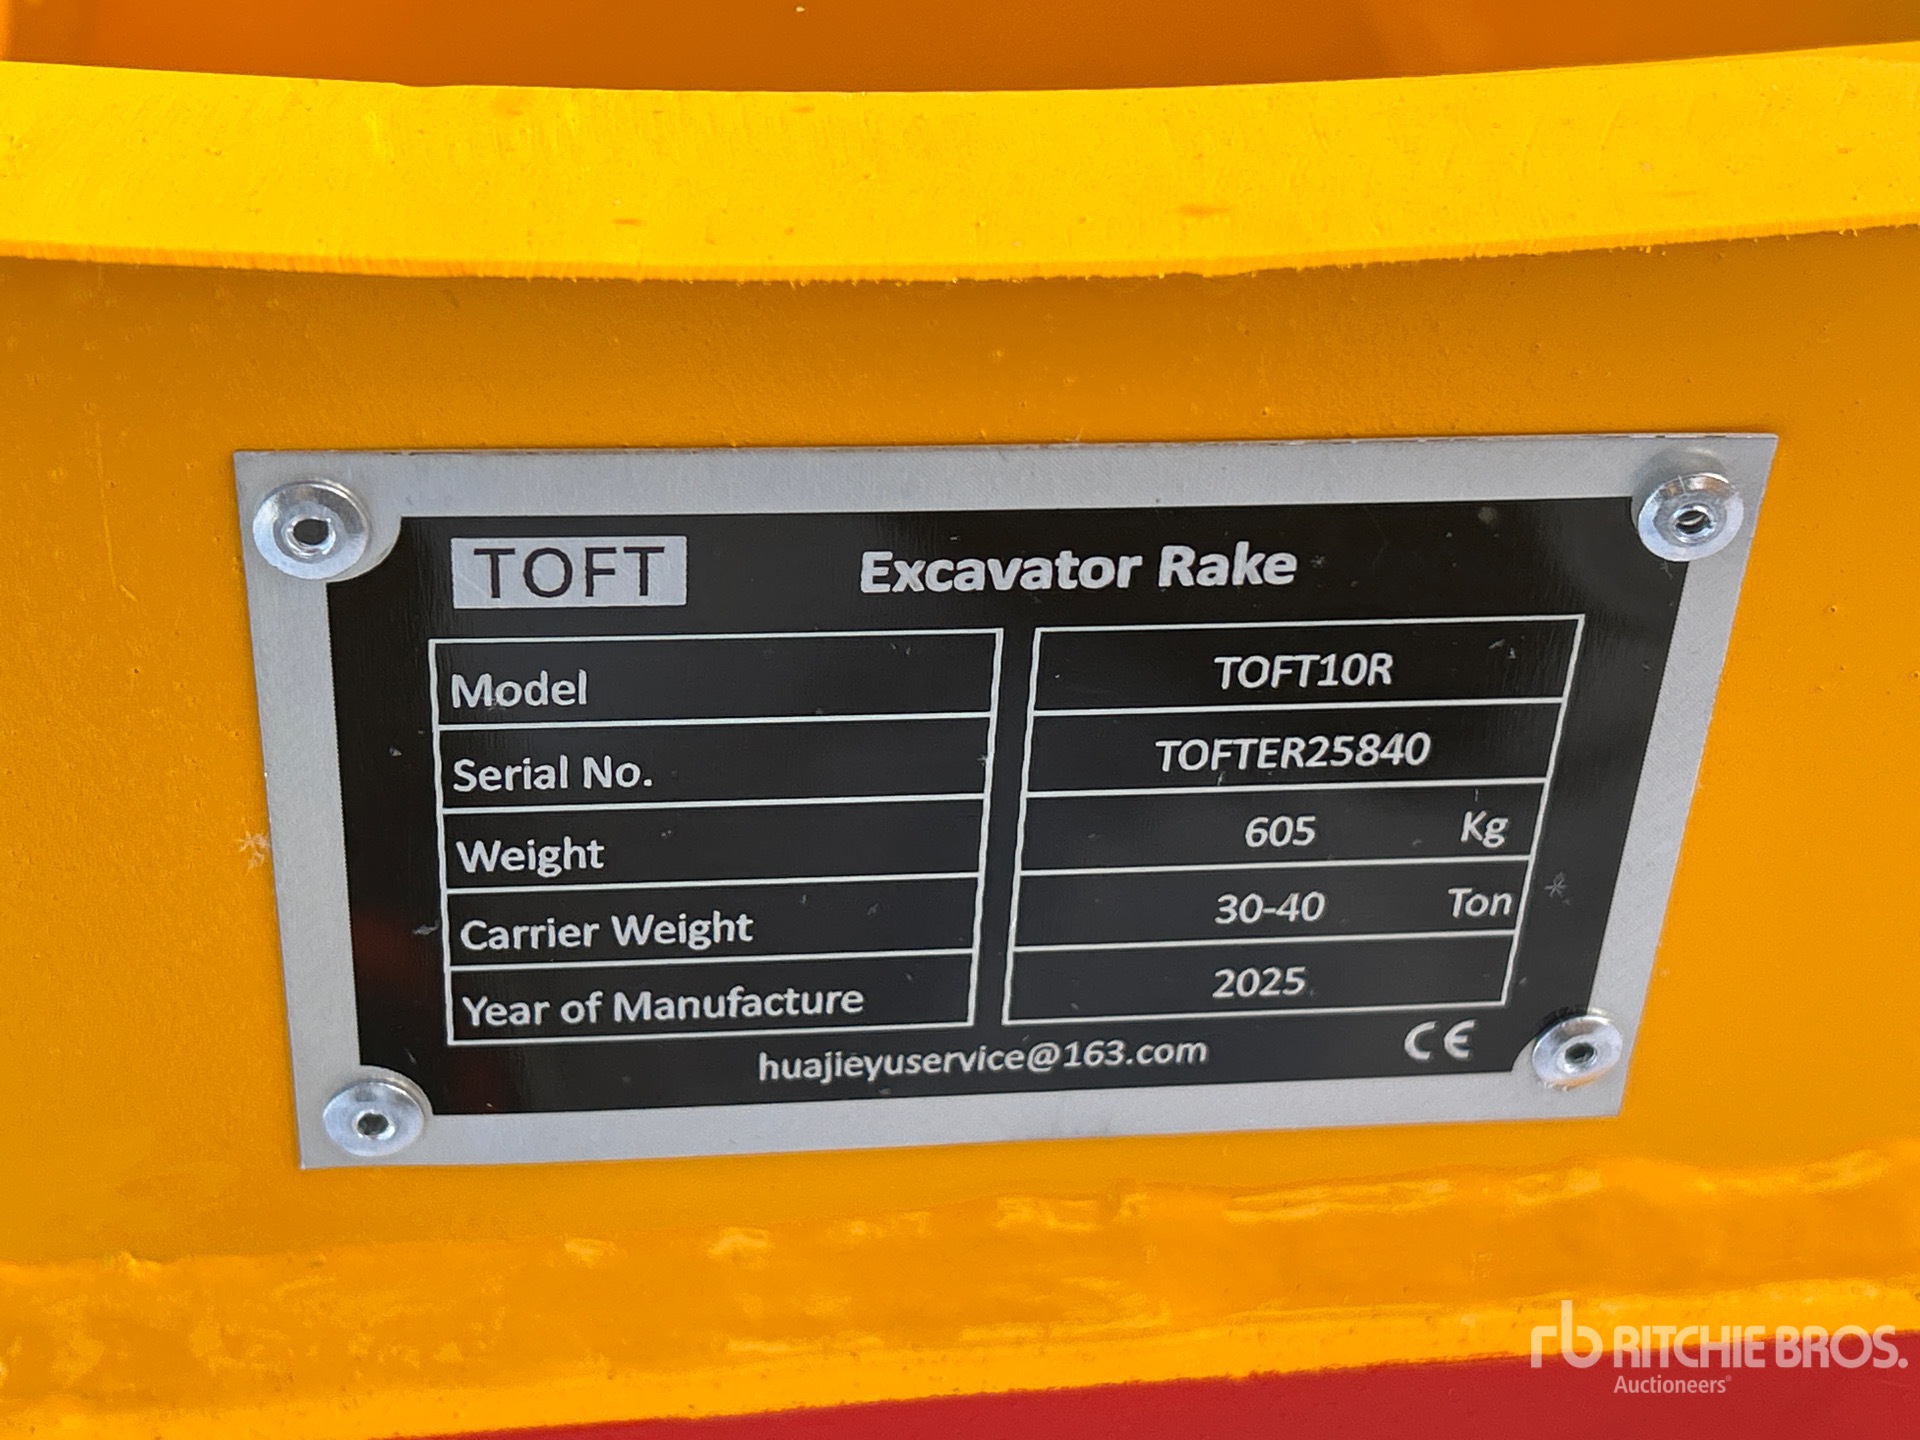 TOFT Excavator Rake
Model TOFT10R
Serial No. TOFTER25840
Weight 605 Kg
Carrier Weight 30-40 Ton
Year of Manufacture 2025
huajieyuservice@163.com CE
rb RITCHIE BROS.
Auctioneers